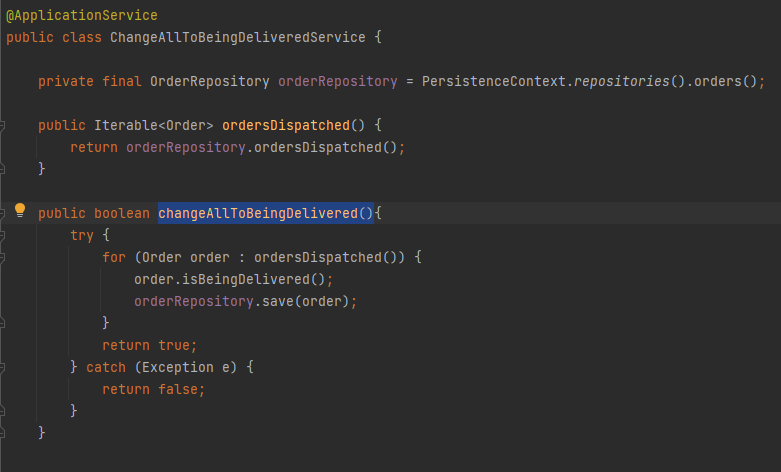 @ApplicationService
public class ChangeAllToBeingDeliveredService {
private final OrderRepository orderRepository = PersistenceContext.repositories().orders();
public Iterable<Order> ordersDispatched() {
return orderRepository.ordersDispatched();
}
public boolean changeAllToBeingDelivered(){
try {
for (Order order : ordersDispatched()) {
order.isBeingDelivered();
orderRepository.save(order);
}
return true;
} catch (Exception e) {
return false;
}
}